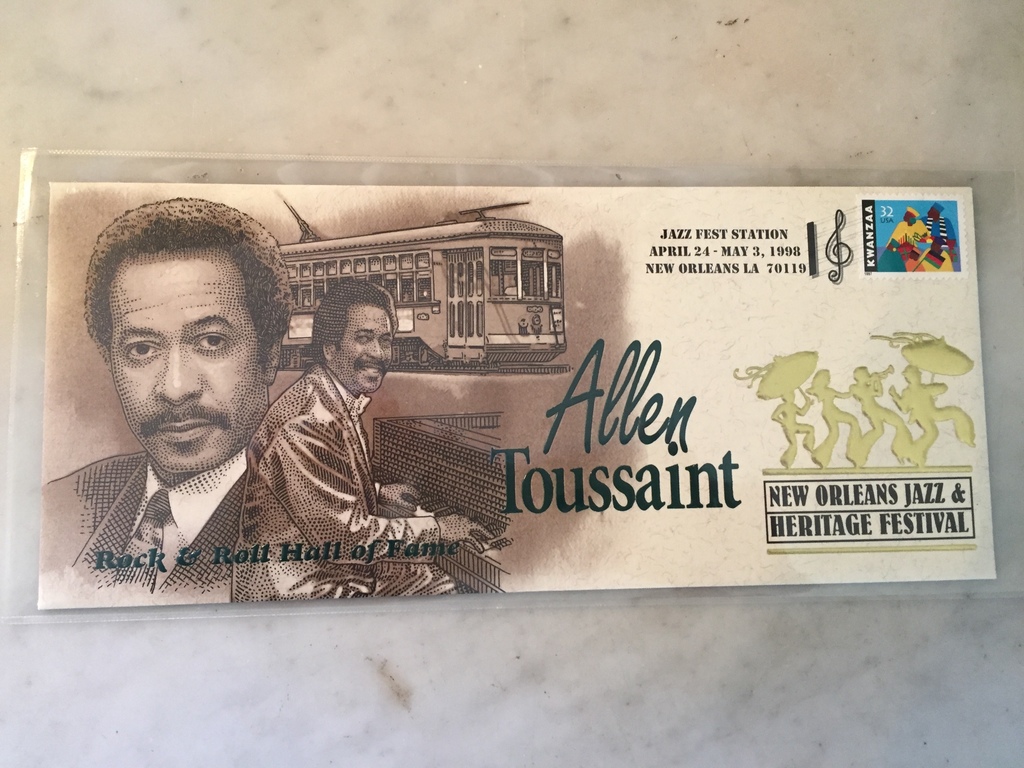 JAZZ FEST STATION
APRIL 24 - MAY 3, 1998
NEW ORLEANS LA 70119
KWANZAA
32
USA
Allen
Toussaint
NEW ORLEANS JAZZ &
HERITAGE FESTIVAL
Rock & Roll Hall of Fame